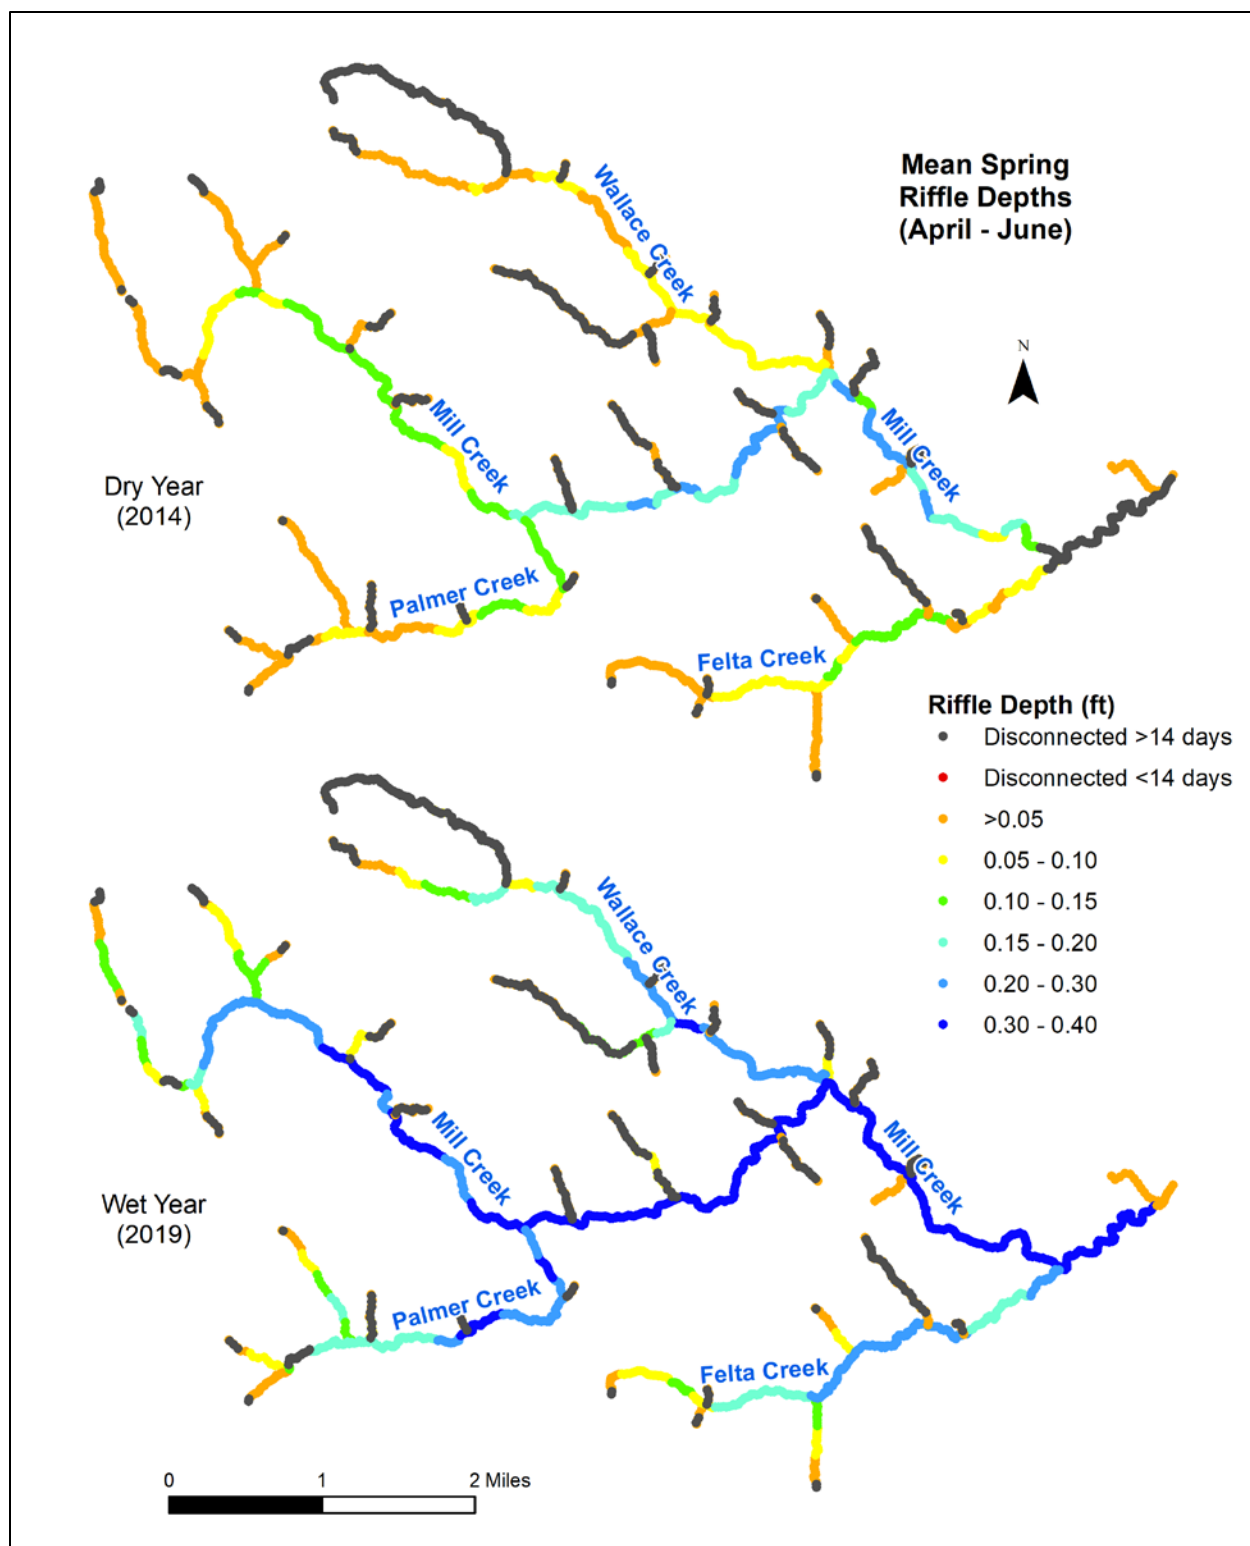 Mean Spring
Riffle Depths
(April - June)
Wallace Creek
N
Mill Creek
Mill Creek
Dry Year
(2014)
Palmer Creek
Felta Creek
Riffle Depth (ft)
Disconnected >14 days
Disconnected <14 days
>0.05
0.05 - 0.10
0.10 - 0.15
0.15 - 0.20
0.20 - 0.30
0.30 - 0.40
Wallace Creek
Mill Creek
Mill Creek
Wet Year
(2019)
Palmer Creek
Felta Creek
0 1 2 Miles